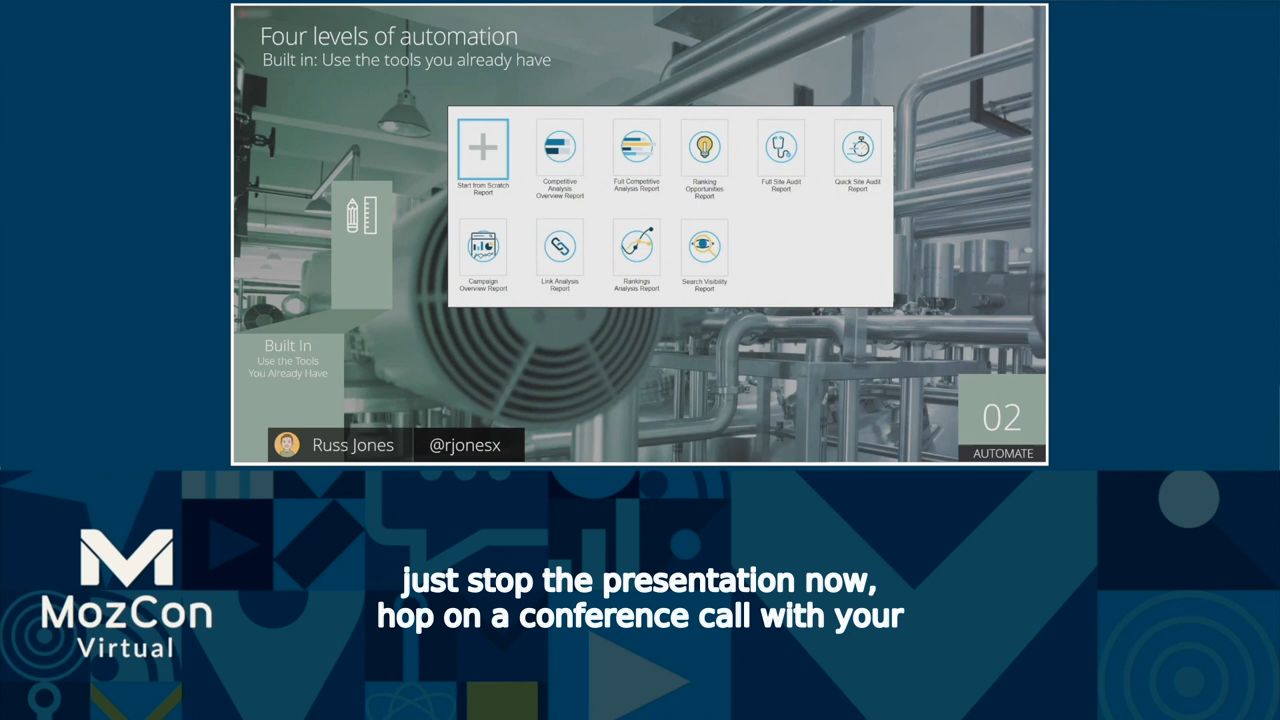 Four levels of automation
Built in: Use the tools you already have
Start from Scratch
Report
Competitive
Analysis
Overview Report
Full Competitive
Analysis Report
Ranking
Opportunities
Report
Full Site Audit
Report
Quick Site Audit
Report
Campaign
Overview Report
Link Analysis
Report
Rankings
Analysis Report
Search Visibility
Report
Built In
Use the Tools
You Already Have
Russ Jones
@rjonesx
02
AUTOMATE
MozCon
Virtual
just stop the presentation now,
hop on a conference call with your